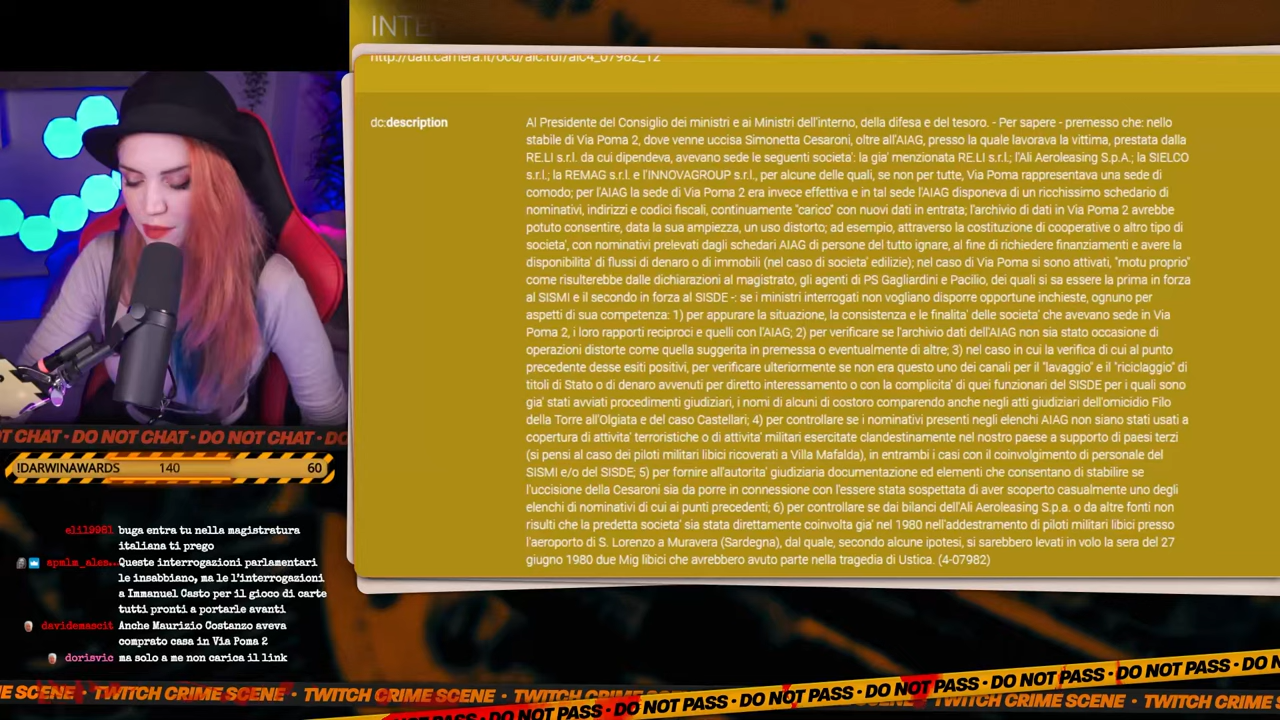 INTE
http://dati.camera.it/ocd/aic.rdf/aic4_07982_12
dc:description
Al Presidente del Consiglio dei ministri e ai Ministri dell'interno, della difesa e del tesoro. - Per sapere - premesso che: nello
stabile di Via Poma 2, dove venne uccisa Simonetta Cesaroni, oltre all'AIAG, presso la quale lavorava la vittima, prestata dalla
RE.LI s.r.l. da cui dipendeva, avevano sede le seguenti societa': la gia' menzionata RE.LI s.r.l.; l'Ali Aeroleasing S.p.A.; la SIELCO
s.r.l.; la REMAG s.r.l. e l'INNOVAGROUP s.r.l., per alcune delle quali, se non per tutte, Via Poma rappresentava una sede di
comodo; per l'AIAG la sede di Via Poma 2 era invece effettiva e in tal sede l'AIAG disponeva di un ricchissimo schedario di
nominativi, indirizzi e codici fiscali, continuamente "carico" con nuovi dati in entrata; l'archivio di dati in Via Poma 2 avrebbe
potuto consentire, data la sua ampiezza, un uso distorto; ad esempio, attraverso la costituzione di cooperative o altro tipo di
societa', con nominativi prelevati dagli schedari AIAG di persone del tutto ignare, al fine di richiedere finanziamenti e avere la
disponibilita' di flussi di denaro o di immobili (nel caso di societa' edilizie); nel caso di Via Poma si sono attivati, "motu proprio"
come risulterebbe dalle dichiarazioni al magistrato, gli agenti di PS Gagliardini e Pacilio, dei quali si sa essere la prima in forza
al SISMI e il secondo in forza al SISDE -: se i ministri interrogati non vogliano disporre opportune inchieste, ognuno per
aspetti di sua competenza: 1) per appurare la situazione, la consistenza e le finalita' delle societa' che avevano sede in Via
Poma 2, i loro rapporti reciproci e quelli con l'AIAG; 2) per verificare se l'archivio dati dell'AIAG non sia stato occasione di
operazioni distorte come quella suggerita in premessa o eventualmente di altre; 3) nel caso in cui la verifica di cui al punto
precedente desse esiti positivi, per verificare ulteriormente se non era questo uno dei canali per il "lavaggio" e il "riciclaggio" di
titoli di Stato o di denaro avvenuti per diretto interessamento o con la complicita' di quei funzionari del SISDE per i quali sono
gia' stati avviati procedimenti giudiziari, i nomi di alcuni di costoro comparendo anche negli atti giudiziari dell'omicidio Filo
della Torre all'Olgiata e del caso Castellari; 4) per controllare se i nominativi presenti negli elenchi AIAG non siano stati usati a
copertura di attivita' terroristiche o di attivita' militari esercitate clandestinamente nel nostro paese a supporto di paesi terzi
(si pensi al caso dei piloti militari libici ricoverati a Villa Mafalda), in entrambi i casi con il coinvolgimento di personale del
SISMI e/o del SISDE; 5) per fornire all'autorita' giudiziaria documentazione ed elementi che consentano di stabilire se
l'uccisione della Cesaroni sia da porre in connessione con l'essere stata sospettata di aver scoperto casualmente uno degli
elenchi di nominativi di cui ai punti precedenti; 6) per controllare se dai bilanci dell'Ali Aeroleasing S.p.a. o da altre fonti non
risulti che la predetta societa' sia stata direttamente coinvolta gia' nel 1980 nell'addestramento di piloti militari libici presso
l'aeroporto di S. Lorenzo a Muravera (Sardegna), dal quale, secondo alcune ipotesi, si sarebbero levati in volo la sera del 27
giugno 1980 due Mig libici che avrebbero avuto parte nella tragedia di Ustica. (4-07982)
OT CHAT · DO NOT CHAT · DO NOT CHAT · DO
!DARWINAWARDS 140 60
elil9981 buga entra tu nella magistratura
italiana ti prego
apmlm_ales.. Queste interrogazioni parlamentari
le insabbiano, ma le l'interrogazioni
a Immanuel Casto per il gioco di carte
tutti pronti a portarle avanti
davidemascit Anche Maurizio Costanzo aveva
comprato casa in Via Poma 2
dorisvic ma solo a me non carica il link
E SCENE · TWITCH CRIME SCENE · TWITCH CRIME SCENE · TWITCH CRIME SCENE · TWITCH CRIME
NOT PASS · DO NOT PASS · DO NOT PASS · DO NOT PASS · DO NOT PASS · DO NOT PASS · DO N